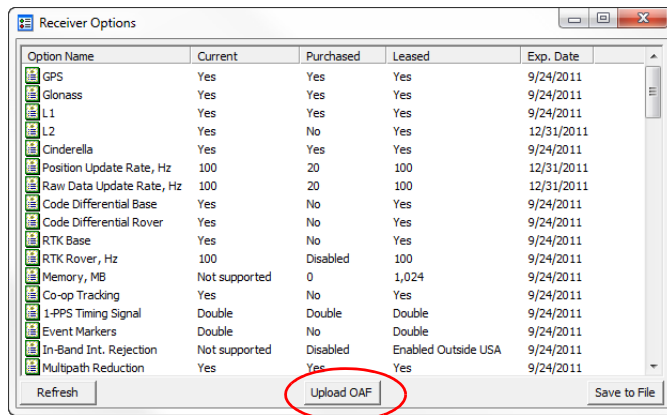 Receiver Options
Option Name Current Purchased Leased Exp. Date
GPS Yes Yes Yes 9/24/2011
Glonass Yes Yes Yes 9/24/2011
L1 Yes Yes Yes 9/24/2011
L2 Yes No Yes 12/31/2011
Cinderella Yes Yes Yes 9/24/2011
Position Update Rate, Hz 100 20 100 12/31/2011
Raw Data Update Rate, Hz 100 20 100 12/31/2011
Code Differential Base Yes No Yes 9/24/2011
Code Differential Rover Yes No Yes 9/24/2011
RTK Base Yes No Yes 9/24/2011
RTK Rover, Hz 100 Disabled 100 9/24/2011
Memory, MB Not supported 0 1,024 9/24/2011
Co-op Tracking Yes No Yes 9/24/2011
1-PPS Timing Signal Double Double Double 9/24/2011
Event Markers Double No Double 9/24/2011
In-Band Int. Rejection Not supported Disabled Enabled Outside USA 9/24/2011
Multipath Reduction Yes Yes Yes 9/24/2011
Refresh Upload OAF Save to File